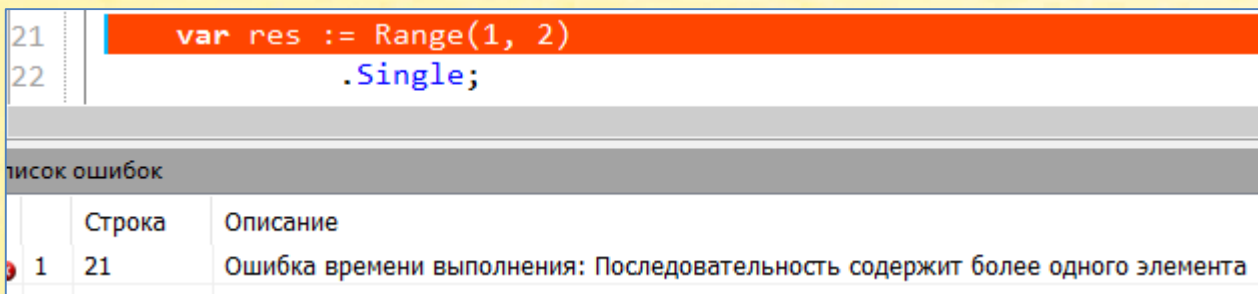 21 var res := Range(1, 2)
22 .Single;
писок ошибок
Строка Описание
1 21 Ошибка времени выполнения: Последовательность содержит более одного элемента